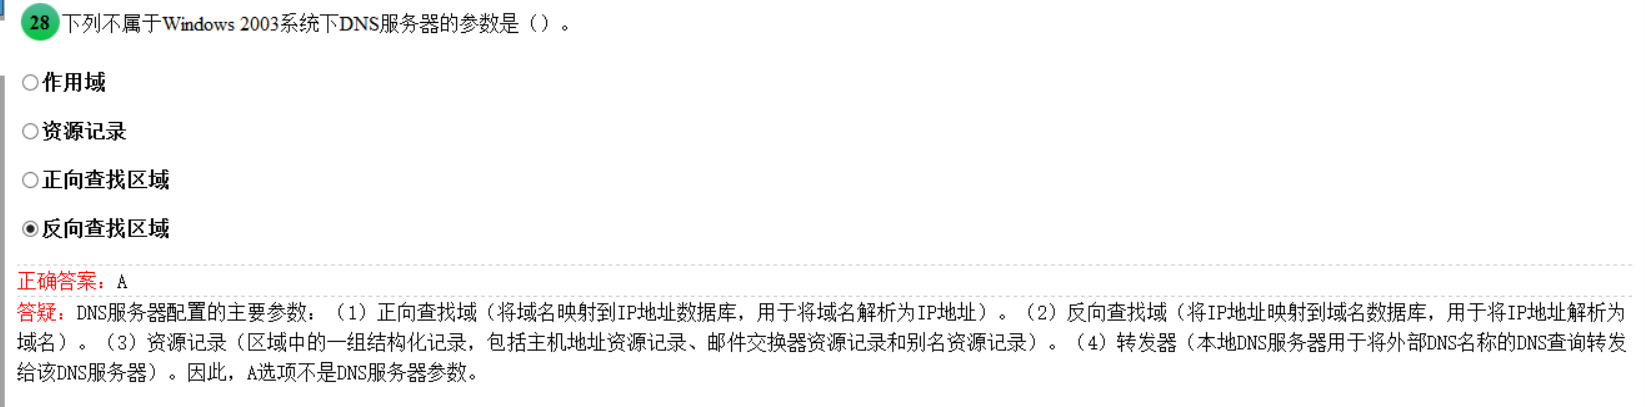 28 下列不属于Windows 2003系统下DNS服务器的参数是（）。
作用域
资源记录
正向查找区域
反向查找区域
正确答案：A
答疑：DNS服务器配置的主要参数：（1）正向查找域（将域名映射到IP地址数据库，用于将域名解析为IP地址）。（2）反向查找域（将IP地址映射到域名数据库，用于将IP地址解析为
域名）。（3）资源记录（区域中的一组结构化记录，包括主机地址资源记录、邮件交换器资源记录和别名资源记录）。（4）转发器（本地DNS服务器用于将外部DNS名称的DNS查询转发
给该DNS服务器）。因此，A选项不是DNS服务器参数。